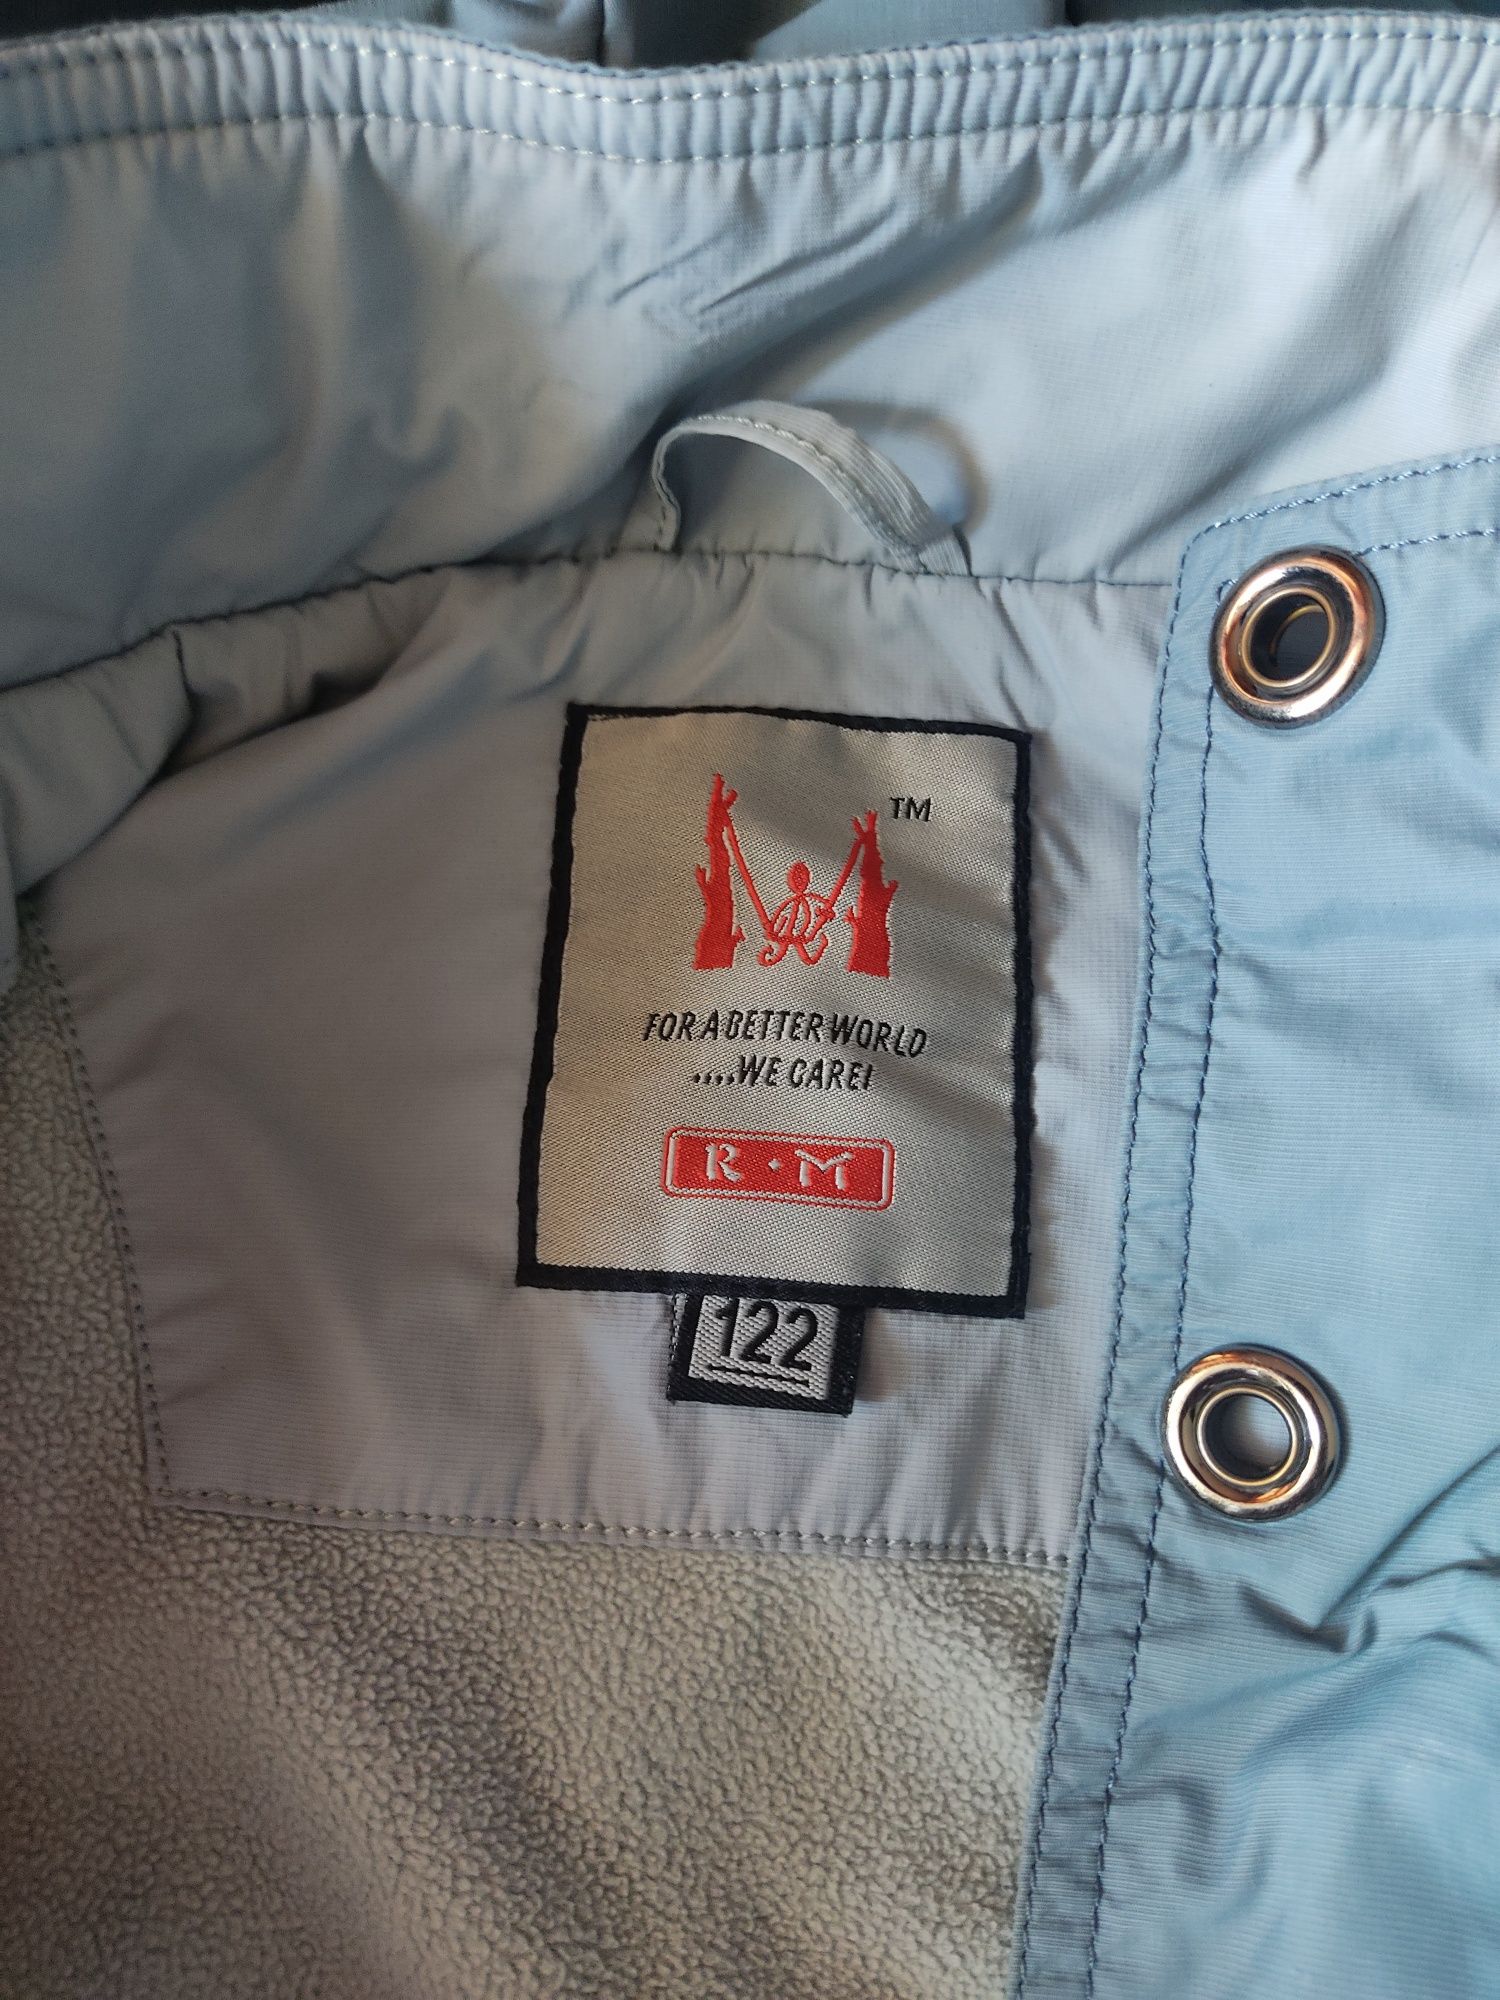 TM
FOR A BETTER WORLD
....WE CARE!
R · M
122